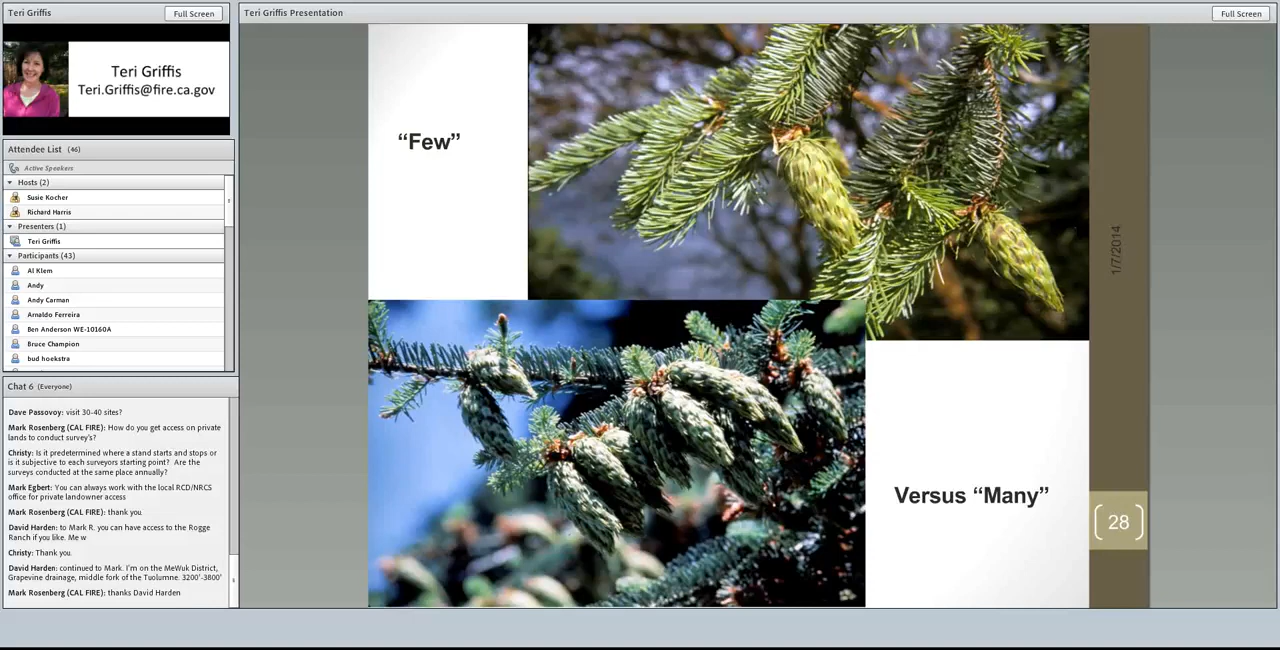 Teri Griffis
Full Screen
Teri Griffis
Teri.Griffis@fire.ca.gov
Attendee List (46)
Active Speakers
Hosts (2)
Susie Kocher
Richard Harris
Presenters (1)
Teri Griffis
Participants (43)
Al Klem
Andy
Andy Carman
Arnaldo Ferreira
Ben Anderson WE-10160A
Bruce Champion
bud hoekstra
Chat 6 (Everyone)
Dave Passovoy: visit 30-40 sites?
Mark Rosenberg (CAL FIRE): How do you get access on private
lands to conduct survey's?
Christy: Is it predetermined where a stand starts and stops or
is it subjective to each surveyors starting point? Are the
surveys conducted at the same place annually?
Mark Egbert: You can always work with the local RCD/NRCS
office for private landowner access
Mark Rosenberg (CAL FIRE): thank you.
David Harden: to Mark R. you can have access to the Rogge
Ranch if you like. Me w
Christy: Thank you.
David Harden: continued to Mark. I'm on the MeWuk District,
Grapevine drainage, middle fork of the Tuolumne. 3200'-3800'
Mark Rosenberg (CAL FIRE): thanks David Harden
Teri Griffis Presentation
Full Screen
“Few”
Versus “Many”
1/7/2014
28